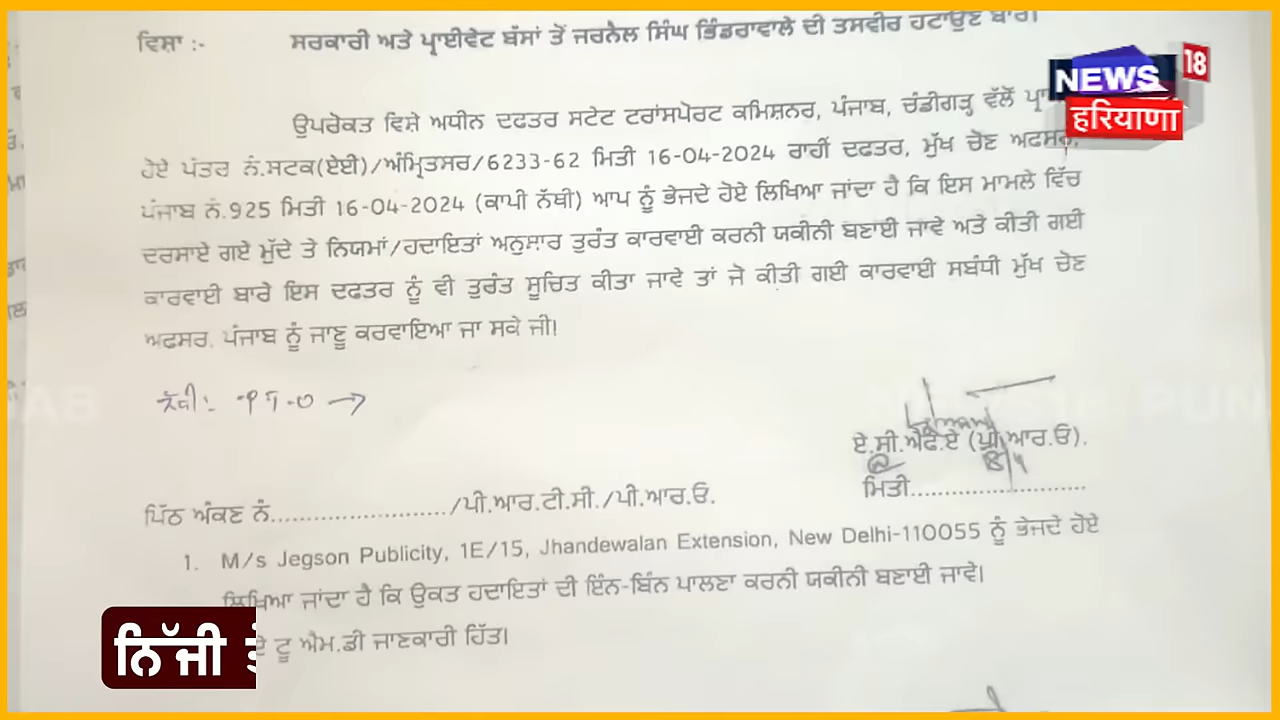 ਵਿਸ਼ਾ :- ਸਰਕਾਰੀ ਅਤੇ ਪ੍ਰਾਈਵੇਟ ਬੱਸਾਂ ਤੋਂ ਜਰਨੈਲ ਸਿੰਘ ਭਿੰਡਰਾਵਾਲੇ ਦੀ ਤਸਵੀਰ ਹਟਾਉਣ ਬਾਰੇ।
NEWS 18
हरियाणा
ਉਪਰੋਕਤ ਵਿਸ਼ੇ ਅਧੀਨ ਦਫਤਰ ਸਟੇਟ ਟਰਾਂਸਪੋਰਟ ਕਮਿਸ਼ਨਰ, ਪੰਜਾਬ, ਚੰਡੀਗੜ੍ਹ ਵੱਲੋਂ
ਹੋਏ ਪੱਤਰ ਨੰ.ਸਟਕ(ਏਈ)/ਅੰਮ੍ਰਿਤਸਰ/6233-62 ਮਿਤੀ 16-04-2024 ਰਾਹੀਂ ਦਫਤਰ, ਮੁੱਖ ਚੋਣ ਅਫਸਰ,
ਪੰਜਾਬ ਨੰ.925 ਮਿਤੀ 16-04-2024 (ਕਾਪੀ ਨੱਥੀ) ਆਪ ਨੂੰ ਭੇਜਦੇ ਹੋਏ ਲਿਖਿਆ ਜਾਂਦਾ ਹੈ ਕਿ ਇਸ ਮਾਮਲੇ ਵਿੱਚ
ਦਰਸਾਏ ਗਏ ਮੁੱਦੇ ਤੇ ਨਿਯਮਾਂ/ਹਦਾਇਤਾਂ ਅਨੁਸਾਰ ਤੁਰੰਤ ਕਾਰਵਾਈ ਕਰਨੀ ਯਕੀਨੀ ਬਣਾਈ ਜਾਵੇ ਅਤੇ ਕੀਤੀ ਗਈ
ਕਾਰਵਾਈ ਬਾਰੇ ਇਸ ਦਫਤਰ ਨੂੰ ਵੀ ਤੁਰੰਤ ਸੂਚਿਤ ਕੀਤਾ ਜਾਵੇ ਤਾਂ ਜੋ ਕੀਤੀ ਗਈ ਕਾਰਵਾਈ ਸਬੰਧੀ ਮੁੱਖ ਚੋਣ
ਅਫਸਰ, ਪੰਜਾਬ ਨੂੰ ਜਾਣੂ ਕਰਵਾਇਆ ਜਾ ਸਕੇ ਜੀ।
ਏ.ਸੀ.ਐਫ.ਏ (ਪੀ.ਆਰ.ਓ).
ਮਿਤੀ........................
ਪਿੱਠ ਅੰਕਣ ਨੰ......................../ਪੀ.ਆਰ.ਟੀ.ਸੀ./ਪੀ.ਆਰ.ਓ.
1. M/s Jegson Publicity, 1E/15, Jhandewalan Extension, New Delhi-110055 ਨੂੰ ਭੇਜਦੇ ਹੋਏ
ਲਿਖਿਆ ਜਾਂਦਾ ਹੈ ਕਿ ਉਕਤ ਹਦਾਇਤਾਂ ਦੀ ਇੰਨ-ਬਿੰਨ ਪਾਲਣਾ ਕਰਨੀ ਯਕੀਨੀ ਬਣਾਈ ਜਾਵੇ।
ਟੂ ਐਮ.ਡੀ ਜਾਣਕਾਰੀ ਹਿੱਤ।
ਨਿੱਜੀ